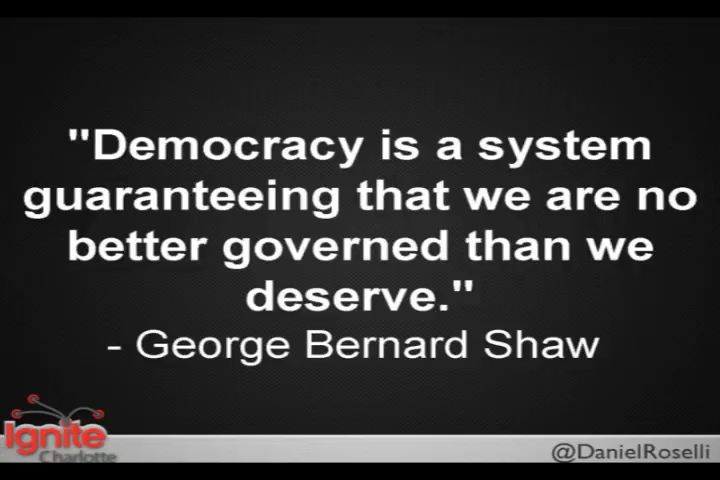 "Democracy is a system
guaranteeing that we are no
better governed than we
deserve."
- George Bernard Shaw
Ignite
Charlotte
@DanielRoselli